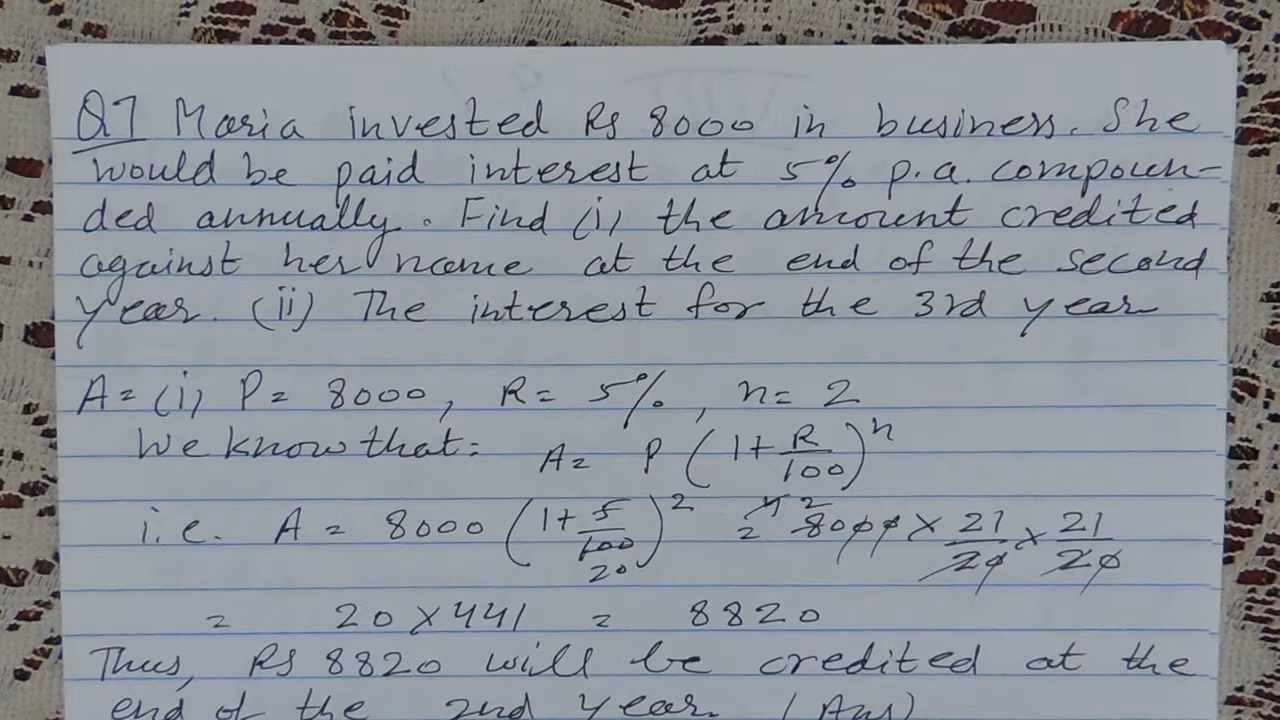 Q7 Maria invested Rs 8000 in business. She
would be paid interest at 5% p.a. compoun-
ded annually. Find (i) the amount credited
against her name at the end of the second
year. (ii) The interest for the 3rd year
A = (i) P = 8000, R = 5%, n = 2
We know that: A = P (1 + R/100)^n
i.e. A = 8000 (1 + 5/100 20)^2 = 4 2 8000 × 21/20 × 21/20
= 20 × 441 = 8820
Thus, Rs 8820 will be credited at the
end of the 2nd year. (Ans)